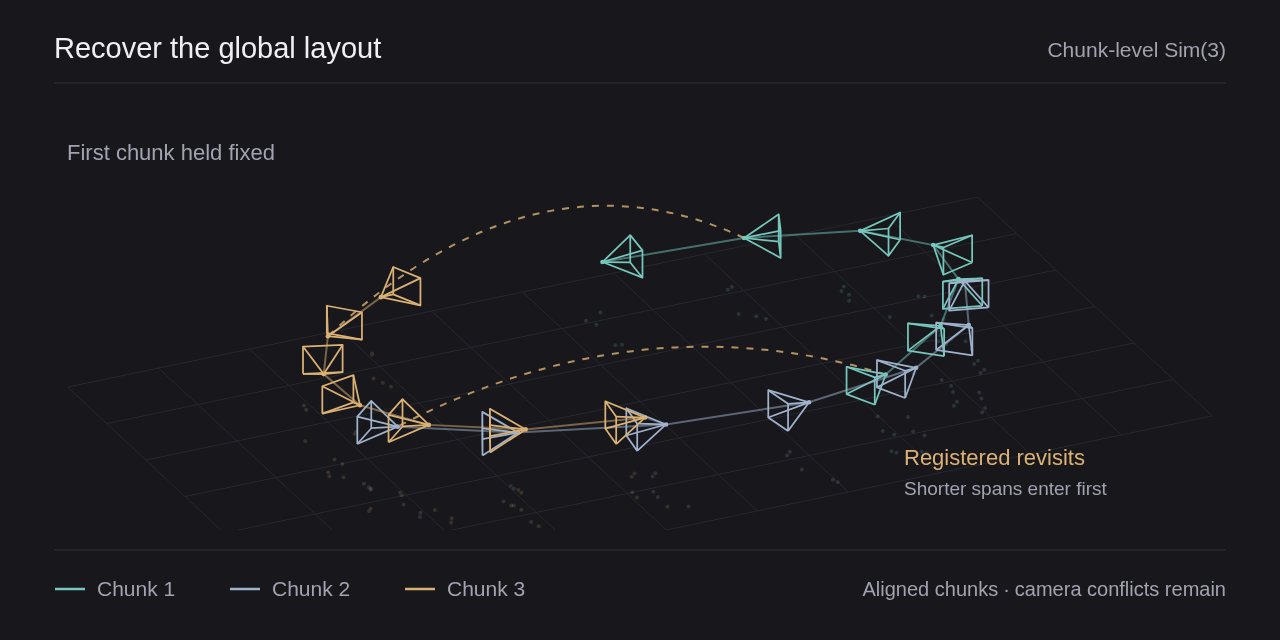 Recover the global layout
Chunk-level Sim(3)
First chunk held fixed
Registered revisits
Shorter spans enter first
Chunk 1
Chunk 2
Chunk 3
Aligned chunks · camera conflicts remain